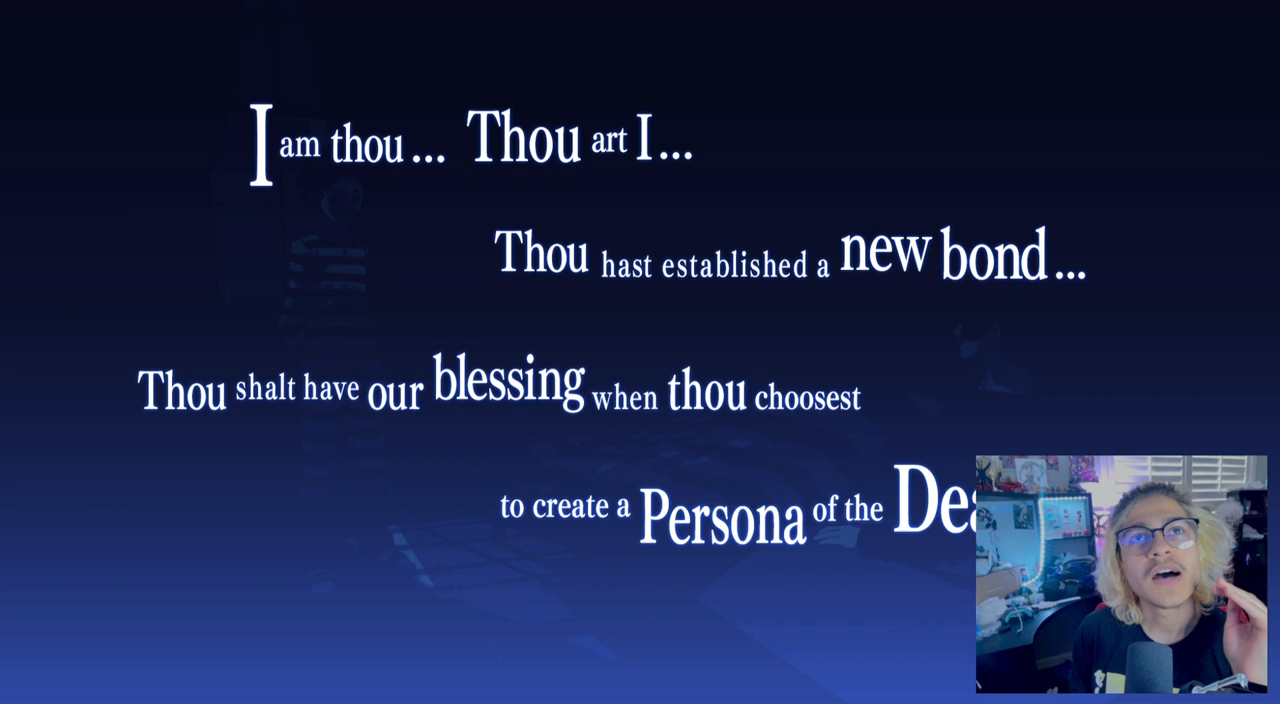 I am thou... Thou art I...
Thou hast established a new bond...
Thou shalt have our blessing when thou choosest
to create a Persona of the